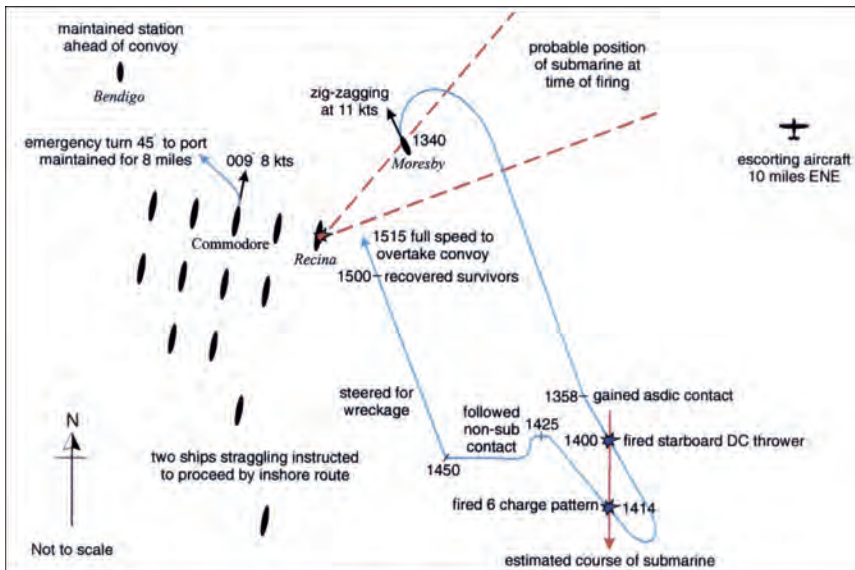 maintained station
ahead of convoy
Bendigo
zig-zagging
at 11 kts
probable position
of submarine at
time of firing
emergency turn 45° to port
maintained for 8 miles
009° 8 kts
1340
Moresby
escorting aircraft
10 miles ENE
Commodore
Recina
1515 full speed to
overtake convoy
1500 – recovered survivors
steered for
wreckage
followed
non-sub
contact
1425
1358 – gained asdic contact
1400
fired starboard DC thrower
1450
two ships straggling instructed
to proceed by inshore route
fired 6 charge pattern
1414
N
Not to scale
estimated course of submarine